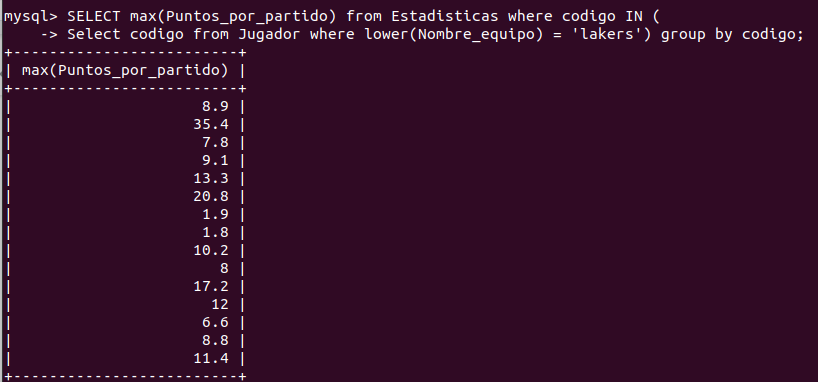 mysql> SELECT max(Puntos_por_partido) from Estadisticas where codigo IN (
    -> Select codigo from Jugador where lower(Nombre_equipo) = 'lakers') group by codigo;
+-------------------------+
| max(Puntos_por_partido) |
+-------------------------+
|                     8.9 |
|                    35.4 |
|                     7.8 |
|                     9.1 |
|                    13.3 |
|                    20.8 |
|                     1.9 |
|                     1.8 |
|                    10.2 |
|                       8 |
|                    17.2 |
|                      12 |
|                     6.6 |
|                     8.8 |
|                    11.4 |
+-------------------------+